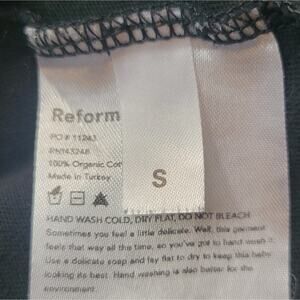 Reform
PO# 11243
RN143248
100% Organic Cot
Made in Turkey
S
HAND WASH COLD, DRY FLAT, DO NOT BLEACH
Sometimes you feel a little delicate. Well, this garment
feels that way all the time, so you've got to hand wash it.
Use a delicate soap and lay flat to dry to keep this baby
looking its best. Hand washing is also better for the
environment.